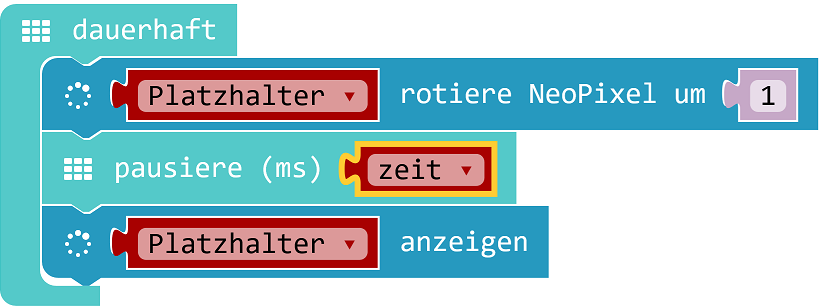 dauerhaft
Platzhalter rotiere NeoPixel um 1
pausiere (ms) zeit
Platzhalter anzeigen